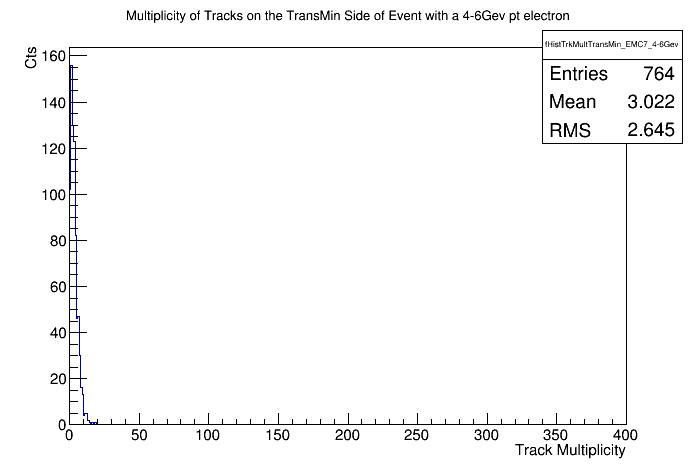 Multiplicity of Tracks on the TransMin Side of Event with a 4-6Gev pt electron
fHistTrkMultTransMin_EMC7_4-6Gev
Entries 764
Mean 3.022
RMS 2.645
Cts
160
140
120
100
80
60
40
20
0
0 50 100 150 200 250 300 350 400
Track Multiplicity